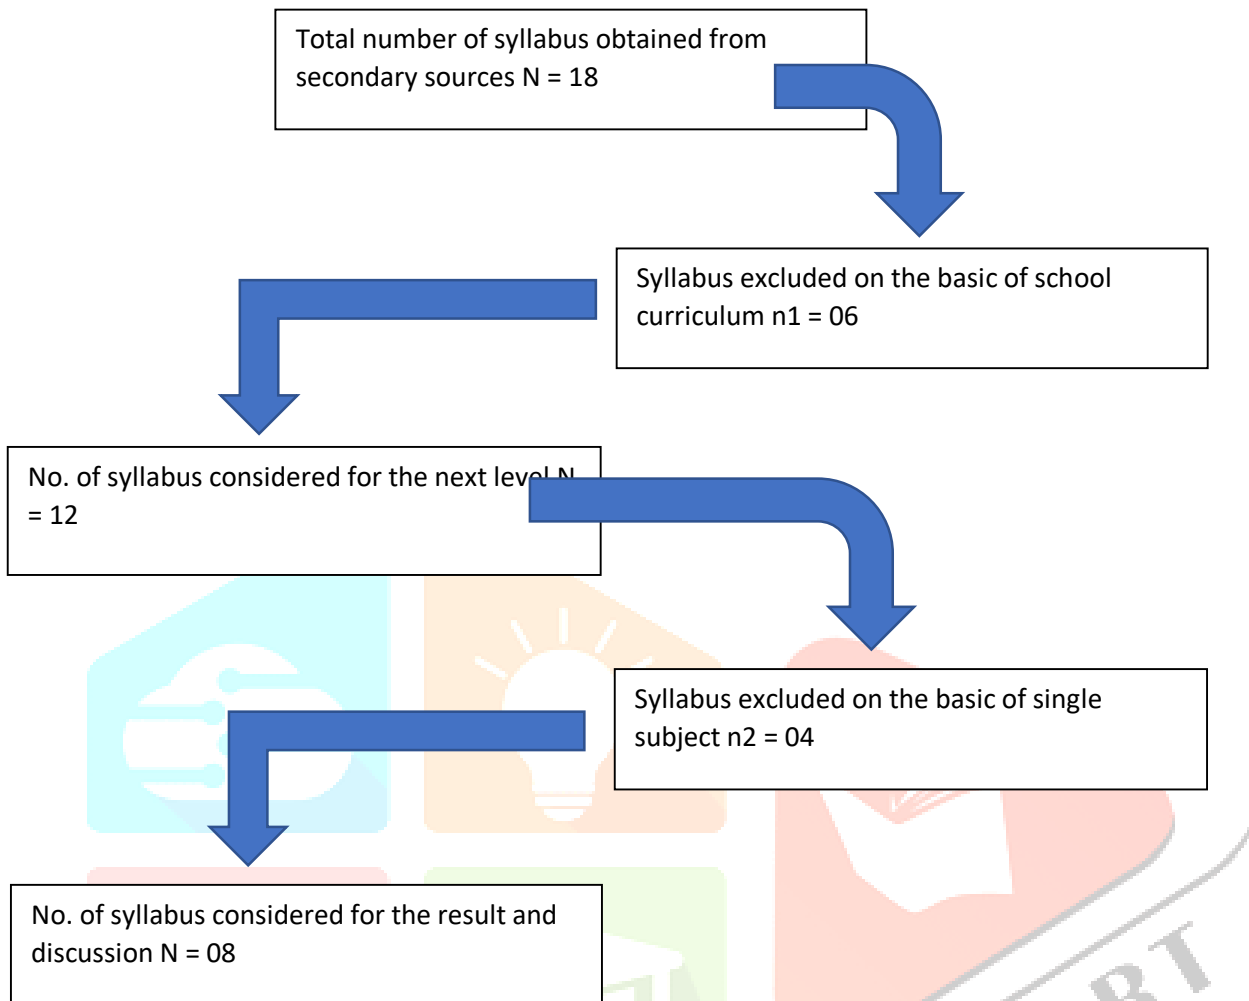 Total number of syllabus obtained from
secondary sources N = 18
Syllabus excluded on the basic of school
curriculum n1 = 06
No. of syllabus considered for the next level N
= 12
Syllabus excluded on the basic of single
subject n2 = 04
No. of syllabus considered for the result and
discussion N = 08